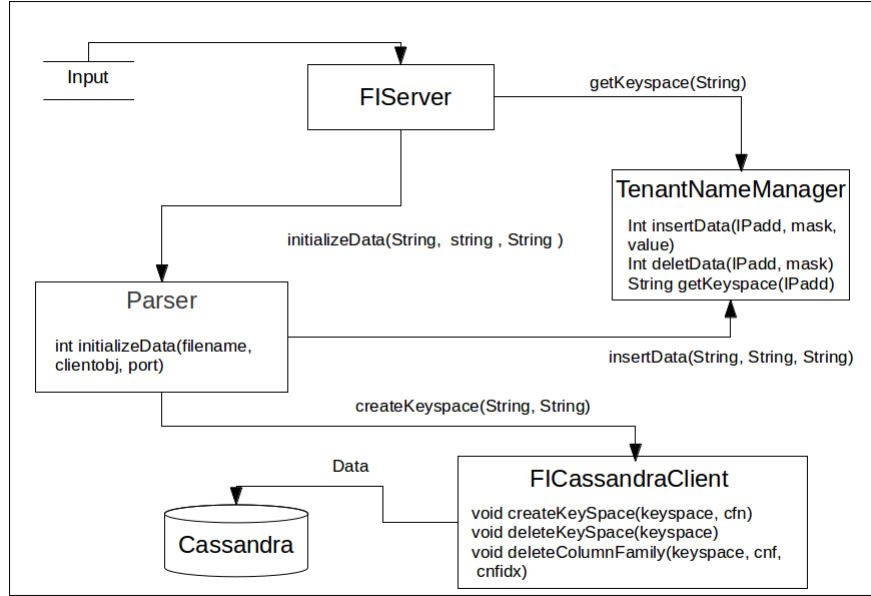 Input
FIServer
getKeyspace(String)
TenantNameManager
Int insertData(IPadd, mask,
value)
Int deletData(IPadd, mask)
String getKeyspace(IPadd)
initializeData(String, string , String )
Parser
int initializeData(filename,
clientobj, port)
insertData(String, String, String)
createKeyspace(String, String)
Data
FICassandraClient
void createKeySpace(keyspace, cfn)
void deleteKeySpace(keyspace)
void deleteColumnFamily(keyspace, cnf,
cnfidx)
Cassandra